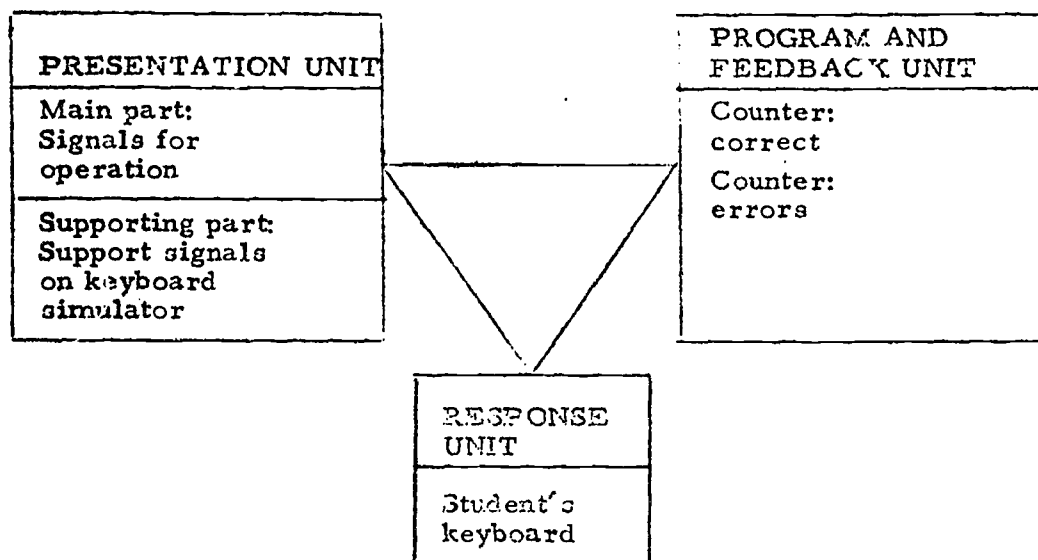 PRESENTATION UNIT
Main part:
Signals for
operation
Supporting part:
Support signals
on keyboard
simulator
PROGRAM AND
FEEDBACK UNIT
Counter:
correct
Counter:
errors
RESPONSE
UNIT
Student's
keyboard